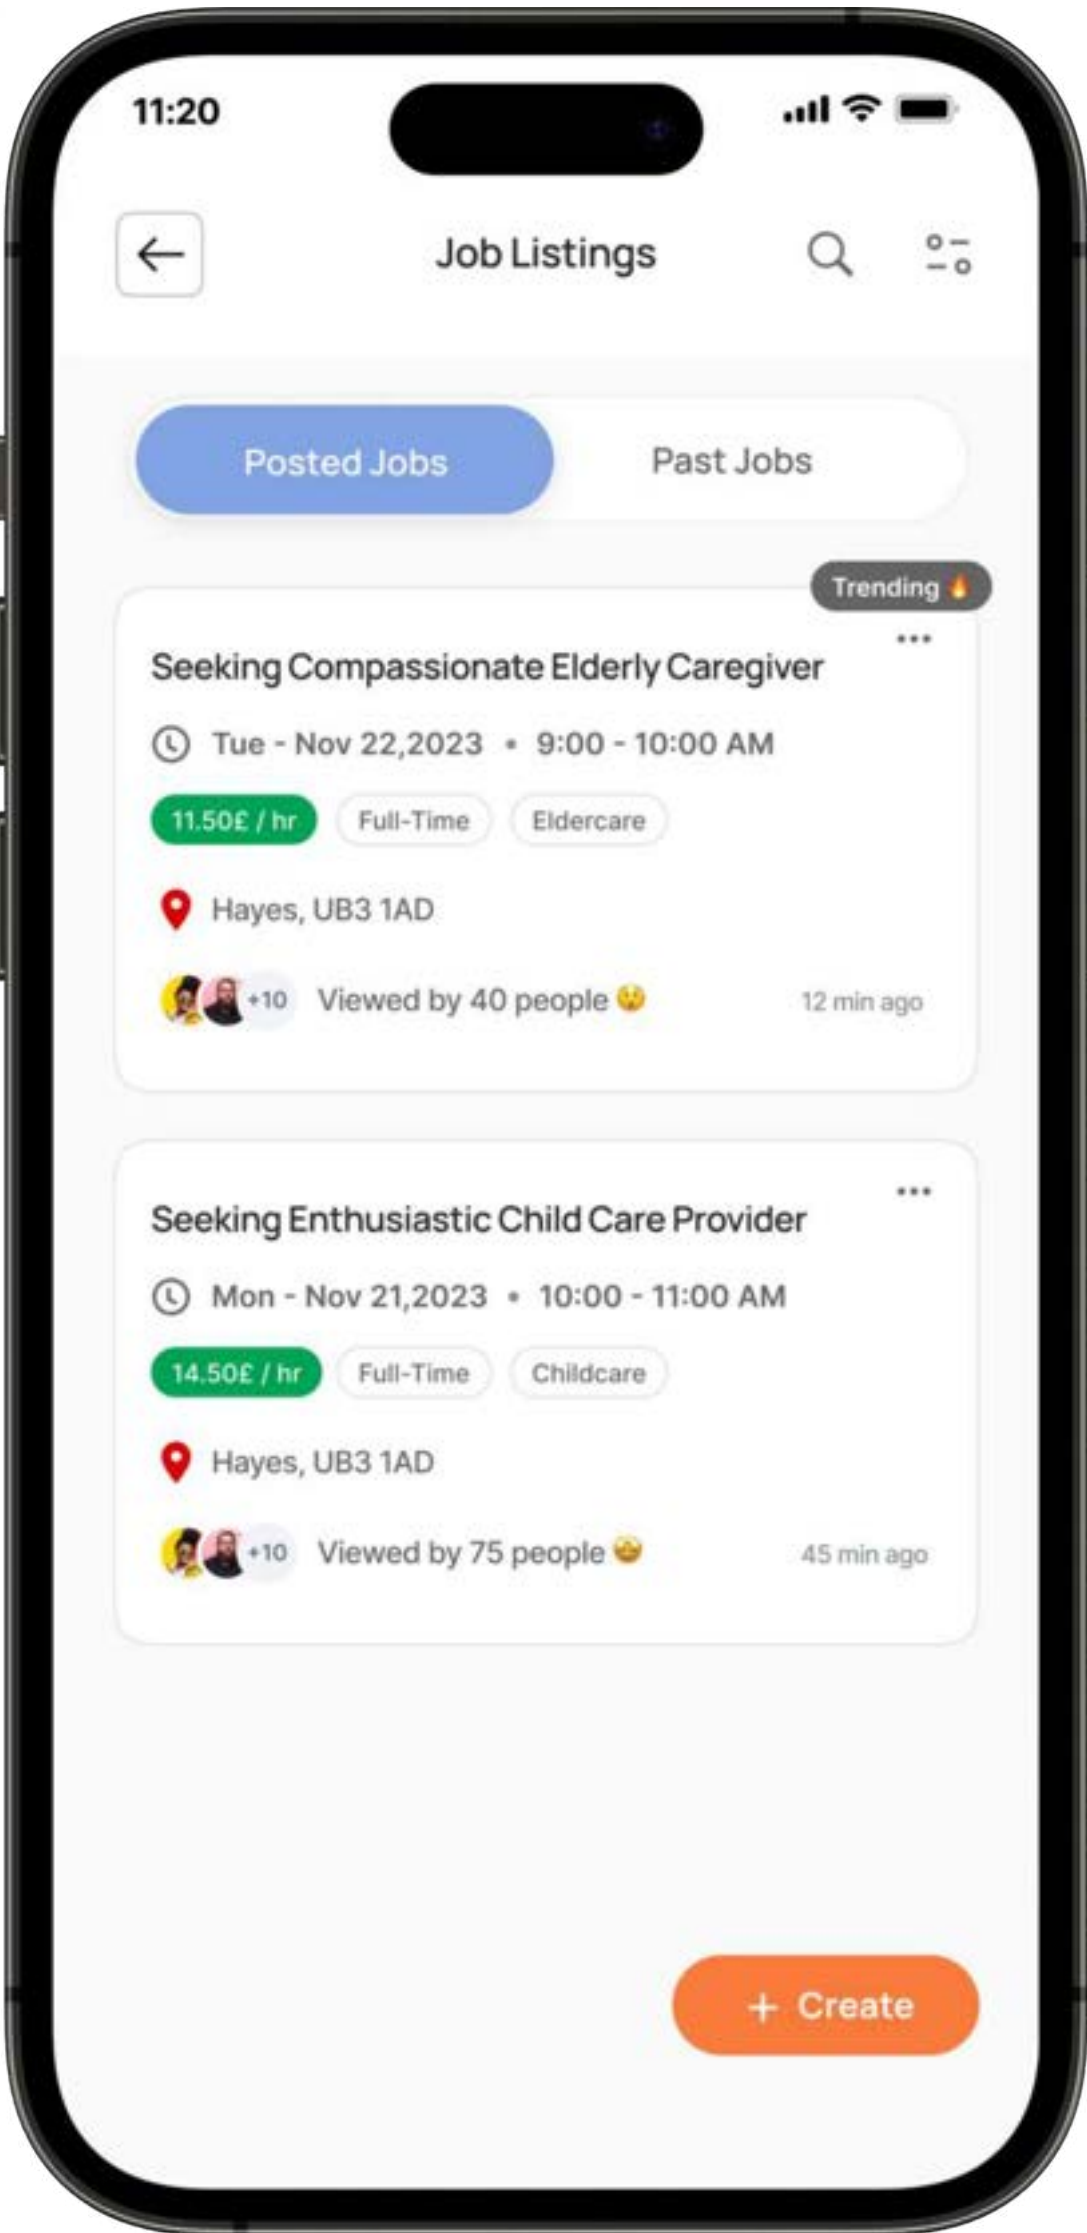 11:20
Job Listings
Posted Jobs
Past Jobs
Trending 🔥
Seeking Compassionate Elderly Caregiver
Tue - Nov 22,2023 • 9:00 - 10:00 AM
11.50£ / hr
Full-Time
Eldercare
Hayes, UB3 1AD
+10
Viewed by 40 people 😯
12 min ago
Seeking Enthusiastic Child Care Provider
Mon - Nov 21,2023 • 10:00 - 11:00 AM
14.50£ / hr
Full-Time
Childcare
Hayes, UB3 1AD
+10
Viewed by 75 people 🤩
45 min ago
+ Create